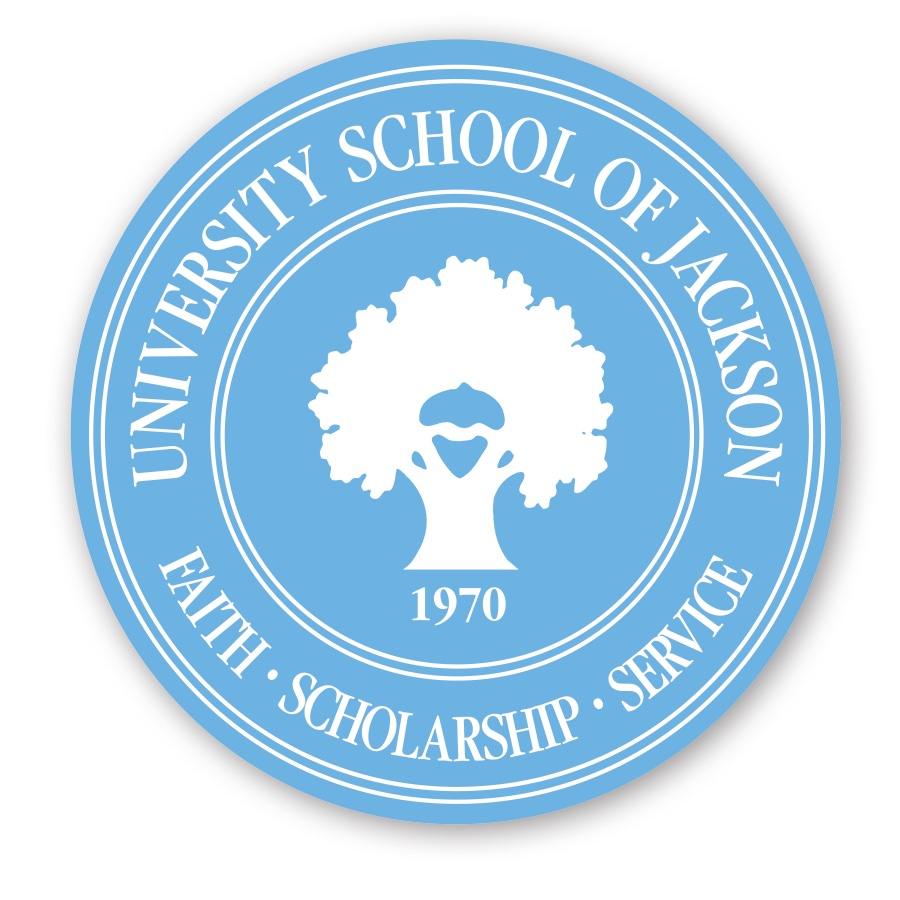 UNIVERSITY SCHOOL OF JACKSON
1970
FAITH · SCHOLARSHIP · SERVICE